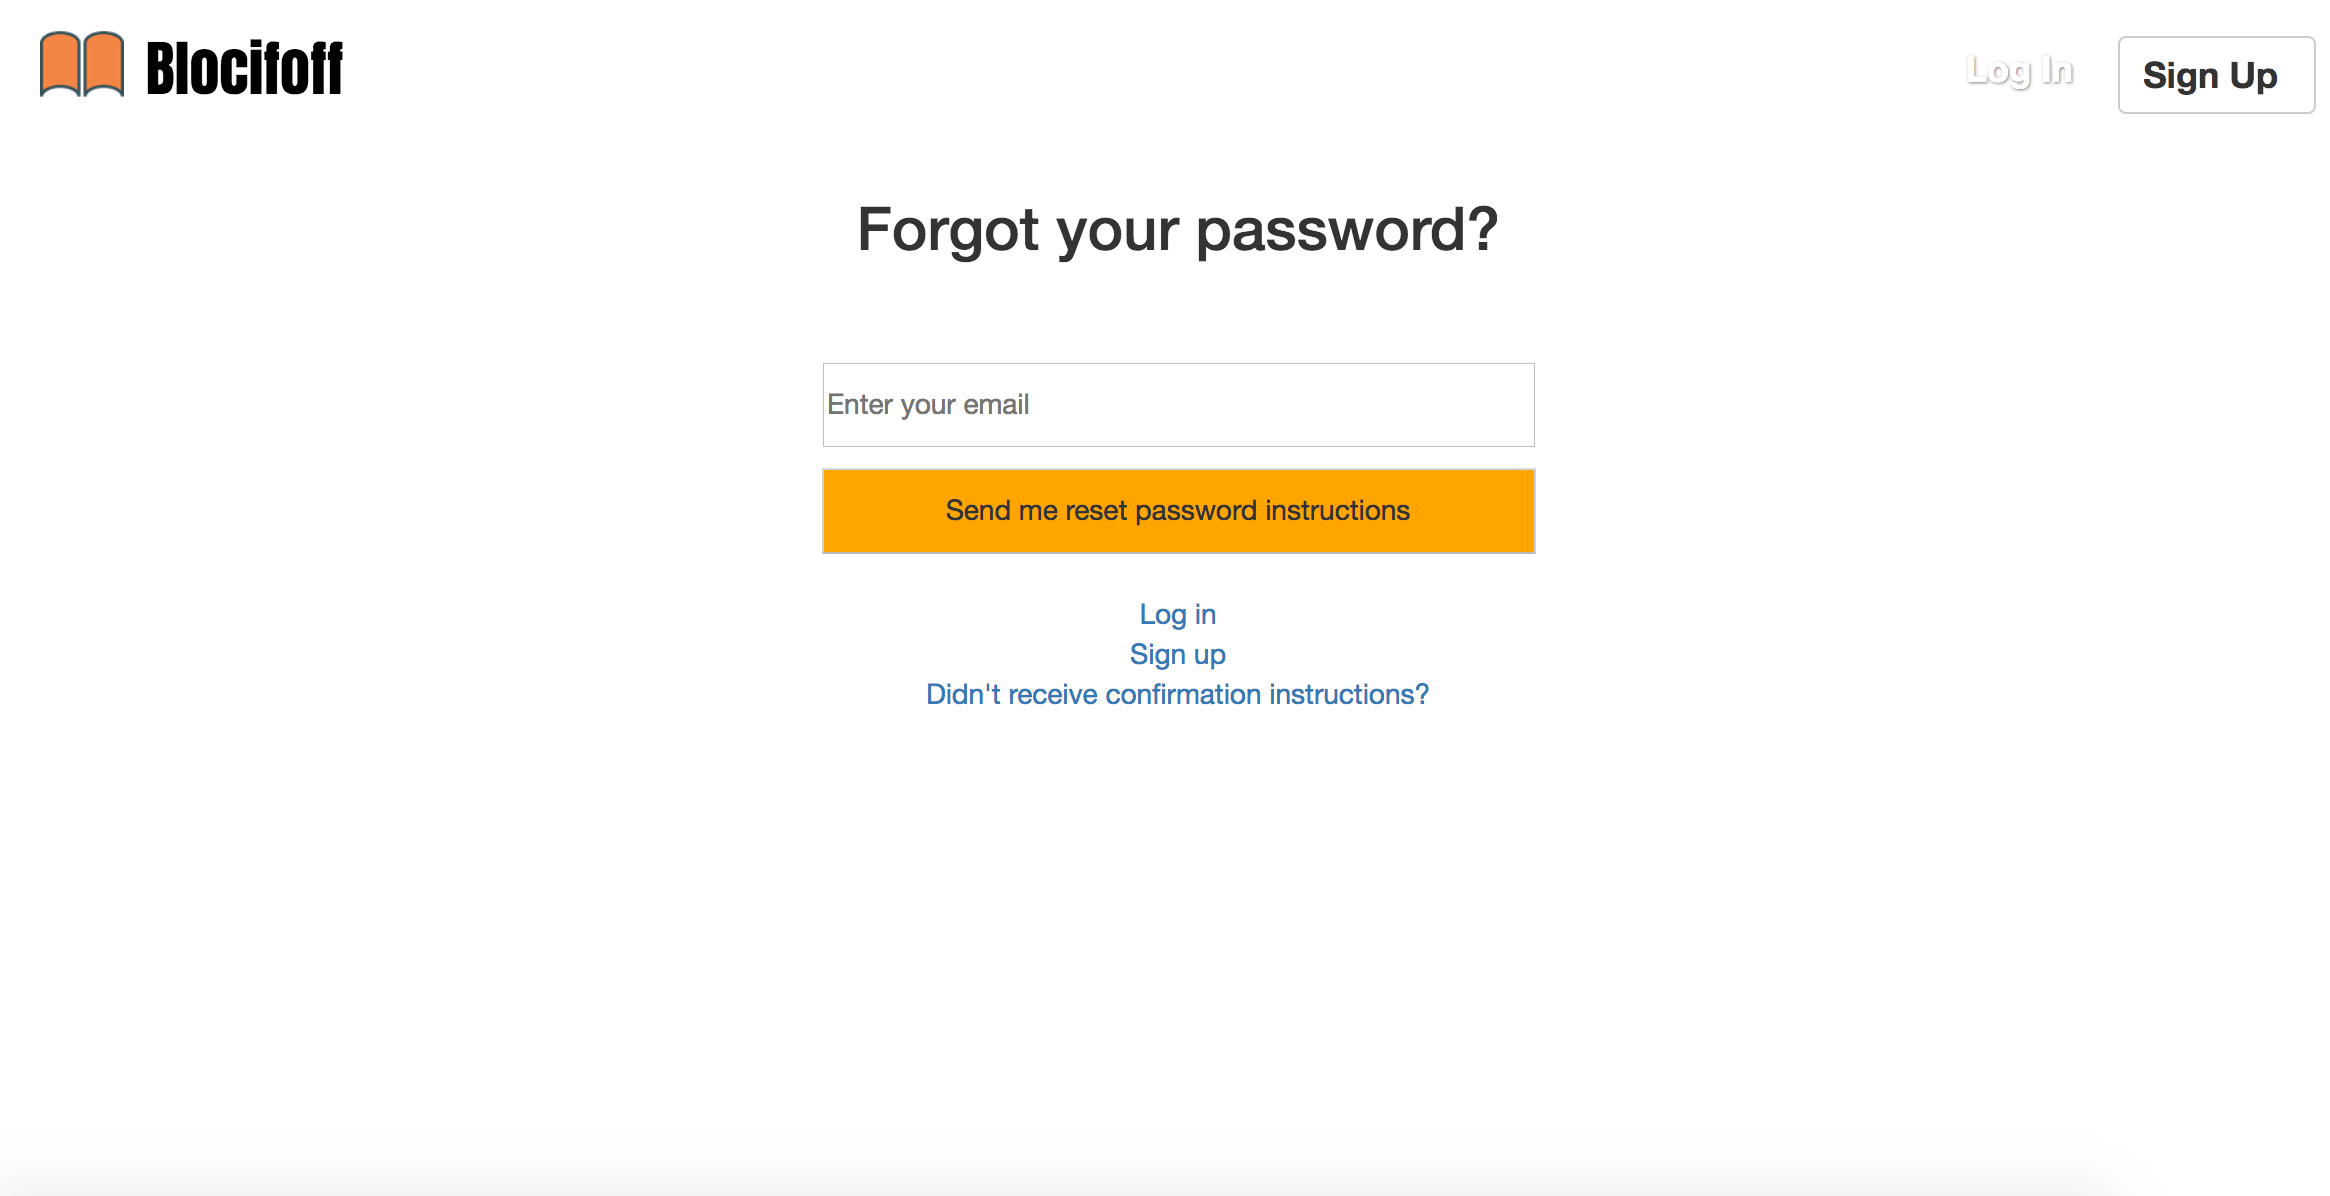 Blocifoff
Log In
Sign Up
Forgot your password?
Enter your email
Send me reset password instructions
Log in
Sign up
Didn't receive confirmation instructions?